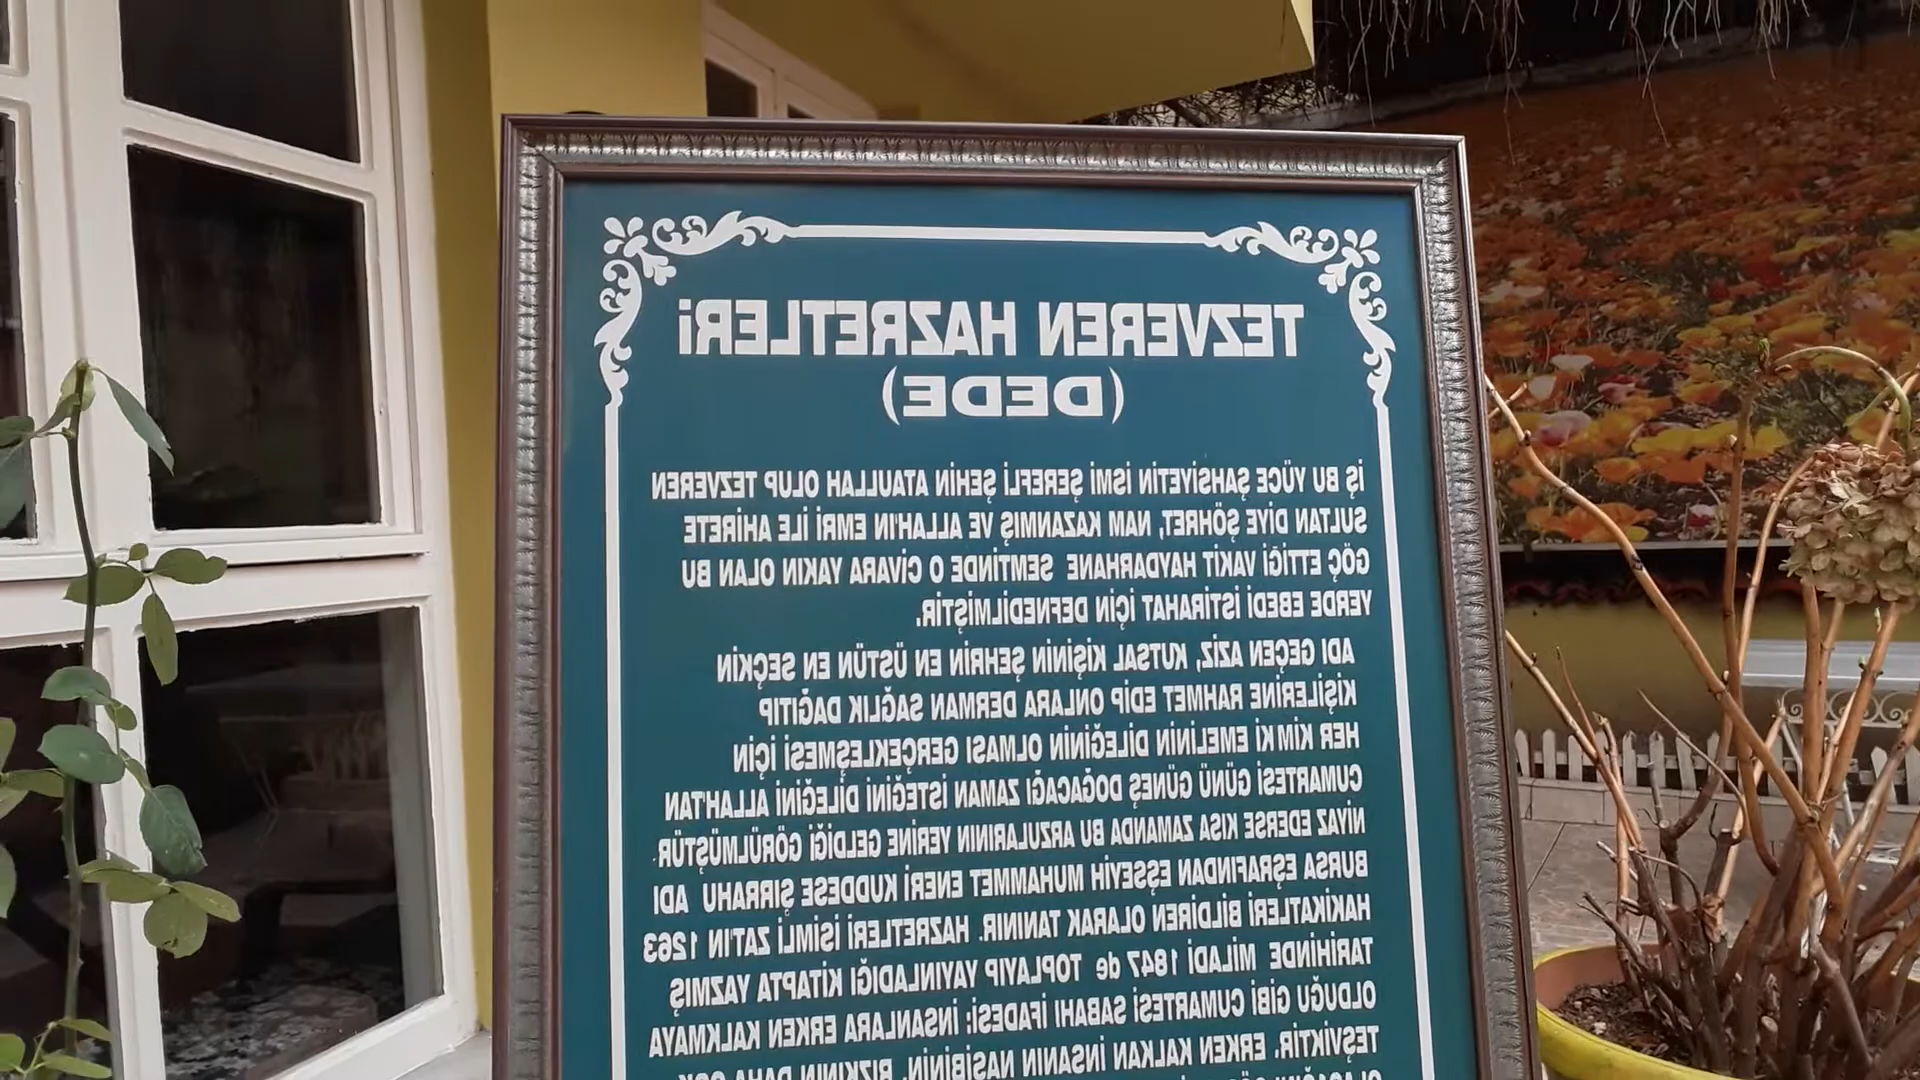 TEZVEREN HAZRETLERİ
(DEDE)
İŞ BU YÜCE ŞAHSİYETİN İSMİ ŞEREFLİ ŞEHİN ATAULLAH OLUP TEZVEREN
SULTAN DİYE ŞÖHRET, NAM KAZANMIŞ VE ALLAH'IN EMRİ İLE AHİRETE
GÖÇ ETTİĞİ VAKİT HAYDARHANE SEMTİNDE O CİVARA YAKIN OLAN BU
YERDE EBEDİ İSTİRAHAT İÇİN DEFNEDİLMİŞTİR.
ADI GEÇEN AZİZ, KUTSAL KİŞİNİN ŞEHRİN EN ÜSTÜN EN SEÇKİN
KİŞİLERİNE RAHMET EDİP ONLARA DERMAN SAĞLIK DAĞITIP
HER KİM Kİ EMELİNİN DİLEĞİNİN OLMASI GERÇEKLEŞMESİ İÇİN
CUMARTESİ GÜNÜ GÜNEŞ DOĞACAĞI ZAMAN İSTEĞİNİ DİLEĞİNİ ALLAH'TAN
NİYAZ EDERSE KISA ZAMANDA BU ARZULARININ YERİNE GELDİĞİ GÖRÜLMÜŞTÜR.
BURSA EŞRAFINDAN EŞŞEYİH MUHAMMET ENERİ KUDDESE ŞIRRAHU ADI
HAKİKATLERİ BİLDİREN OLARAK TANINIR. HAZRETLERİ İSİMLİ ZAT'IN 1263
TARİHİNDE MİLADİ 1847 de TOPLAYIP YAYINLADIĞI KİTAPTA YAZMIŞ
OLDUĞU GİBİ CUMARTESİ SABAHI İFADESİ; İNSANLARA ERKEN KALKMAYA
TEŞVİKTİR. ERKEN KALKAN İNSANIN NASİBİNİN, RIZKININ DAHA ÇOK